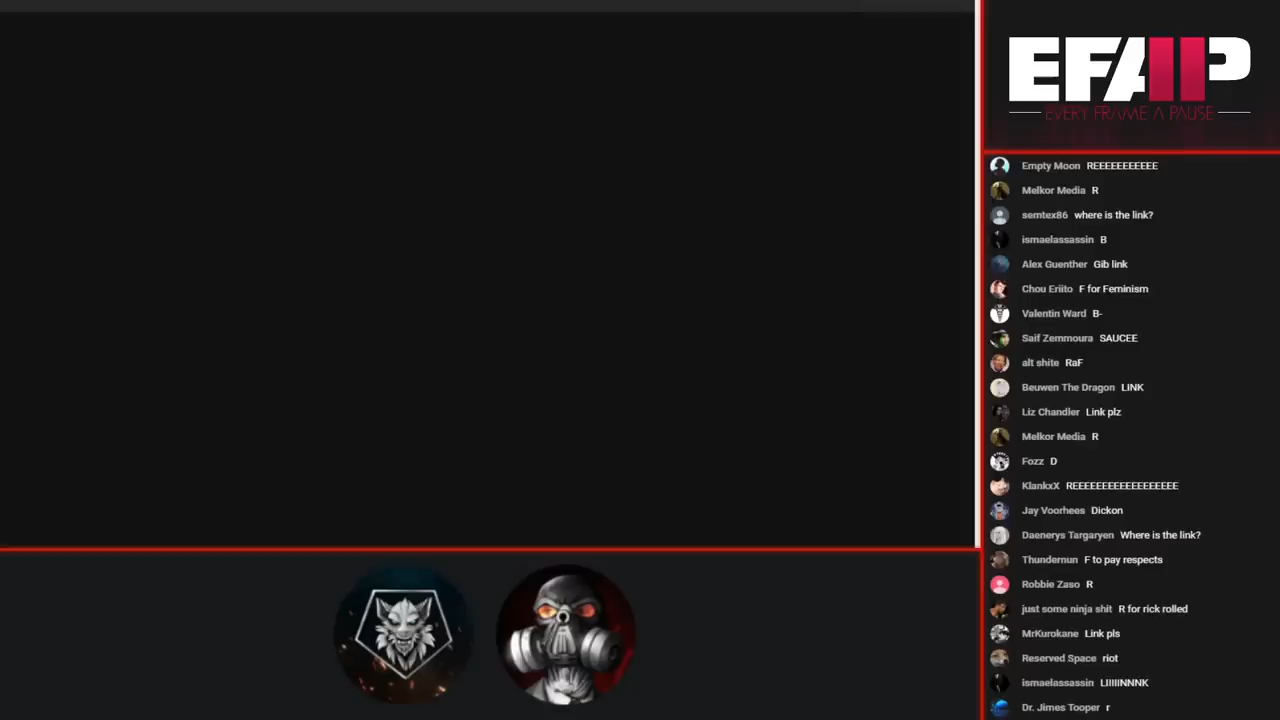 EFAP
EVERY FRAME A PAUSE
Empty Moon REEEEEEEEEEE
Melkor Media R
semtex86 where is the link?
ismaelassassin B
Alex Guenther Gib link
Chou Eriito F for Feminism
Valentin Ward B-
Saif Zemmoura SAUCEE
alt shite RaF
Beuwen The Dragon LINK
Liz Chandler Link plz
Melkor Media R
Fozz D
KlankxX REEEEEEEEEEEEEEEEEE
Jay Voorhees Dickon
Daenerys Targaryen Where is the link?
Thundernun F to pay respects
Robbie Zaso R
just some ninja shit R for rick rolled
MrKurokane Link pls
Reserved Space riot
ismaelassassin LIIIIINNNK
Dr. Jimes Tooper r